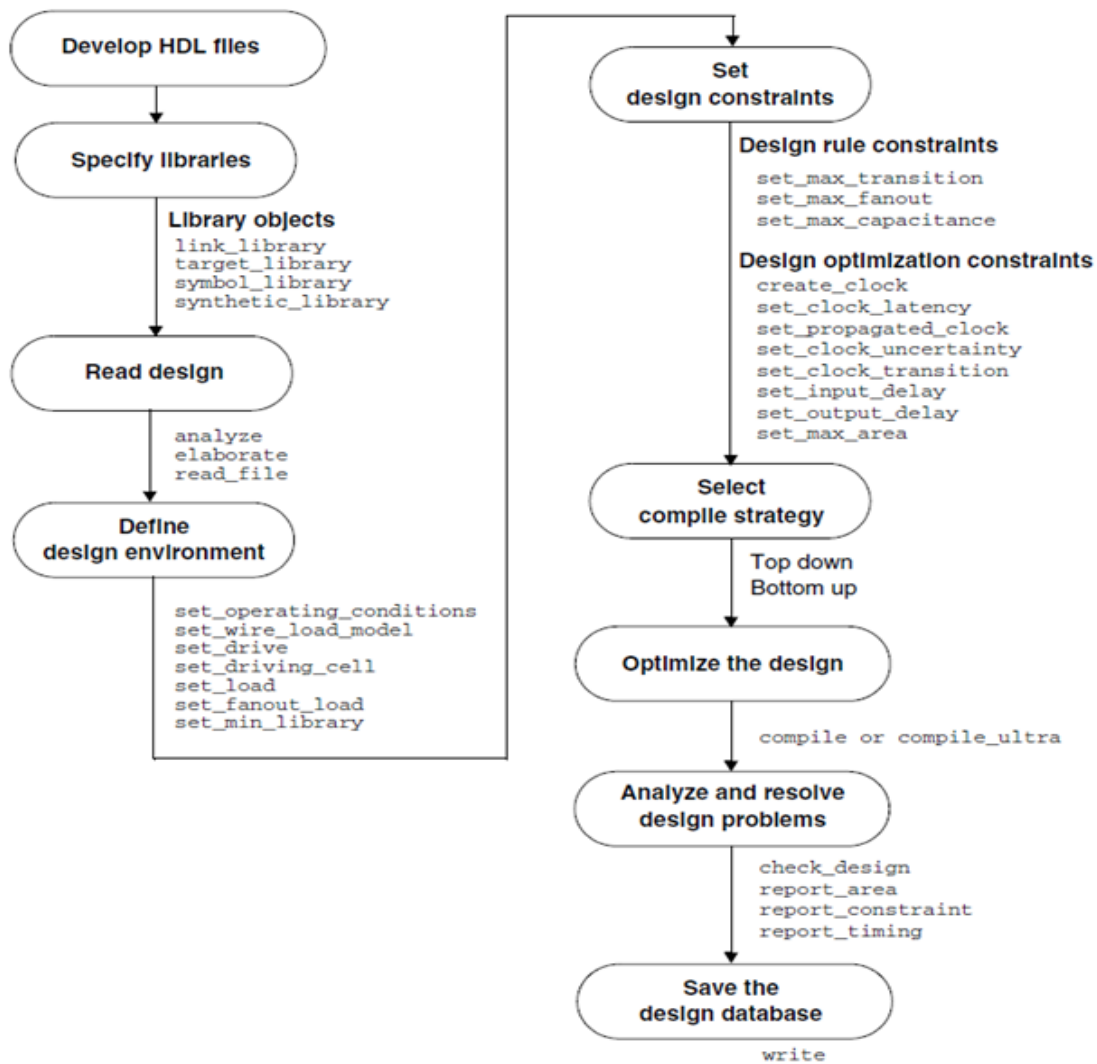 Develop HDL files
Specify libraries
Library objects
link_library
target_library
symbol_library
synthetic_library
Read design
analyze
elaborate
read_file
Define
design environment
set_operating_conditions
set_wire_load_model
set_drive
set_driving_cell
set_load
set_fanout_load
set_min_library
Set
design constraints
Design rule constraints
set_max_transition
set_max_fanout
set_max_capacitance
Design optimization constraints
create_clock
set_clock_latency
set_propagated_clock
set_clock_uncertainty
set_clock_transition
set_input_delay
set_output_delay
set_max_area
Select
compile strategy
Top down
Bottom up
Optimize the design
compile or compile_ultra
Analyze and resolve
design problems
check_design
report_area
report_constraint
report_timing
Save the
design database
write